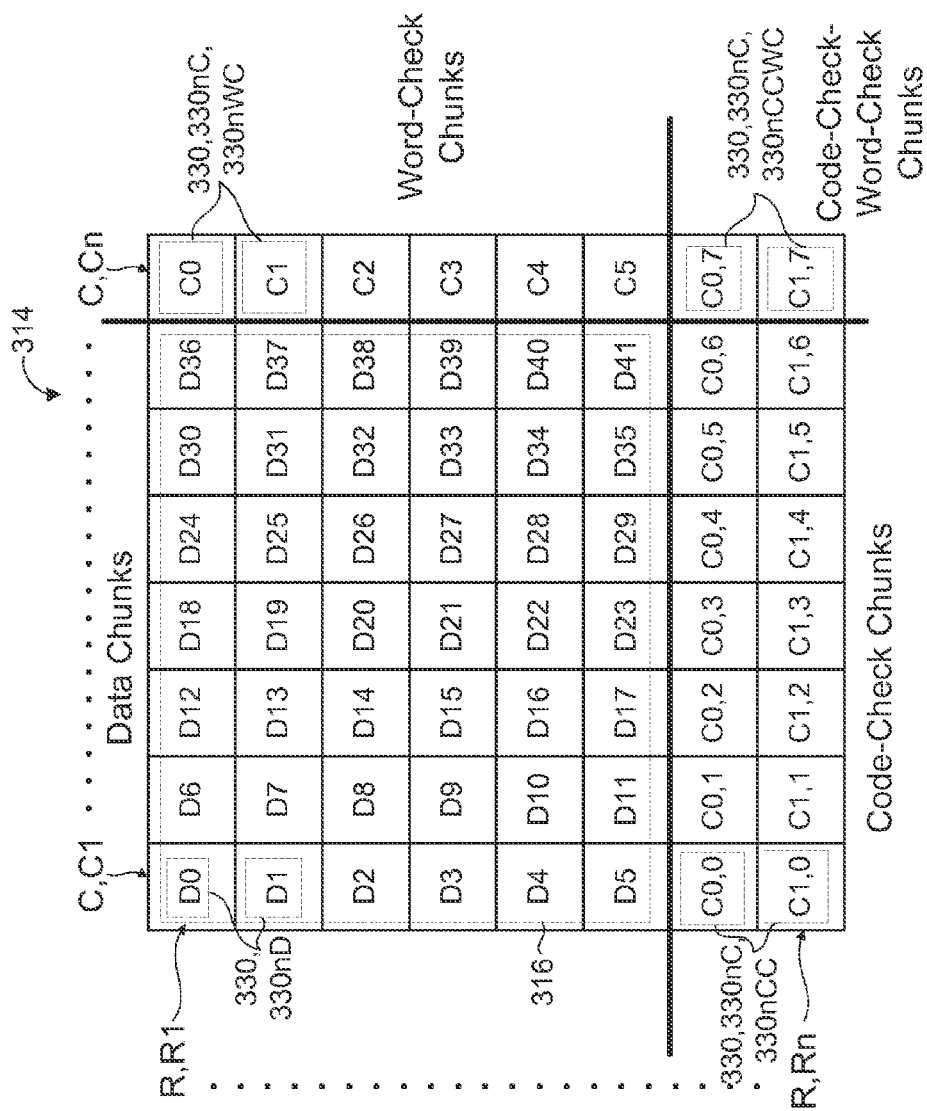 314
C,C1
C,Cn
Data Chunks
R,R1
330,
330nD
D0 D6 D12 D18 D24 D30 D36 C0
D1 D7 D13 D19 D25 D31 D37 C1
D2 D8 D14 D20 D26 D32 D38 C2
D3 D9 D15 D21 D27 D33 D39 C3
D4 D10 D16 D22 D28 D34 D40 C4
D5 D11 D17 D23 D29 D35 D41 C5
C0,0 C0,1 C0,2 C0,3 C0,4 C0,5 C0,6 C0,7
C1,0 C1,1 C1,2 C1,3 C1,4 C1,5 C1,6 C1,7
330,330nC,
330nWC
Word-Check
Chunks
316
330,330nC,
330nCC
R,Rn
330,330nC,
330nCCWC
Code-Check Chunks
Code-Check-
Word-Check
Chunks